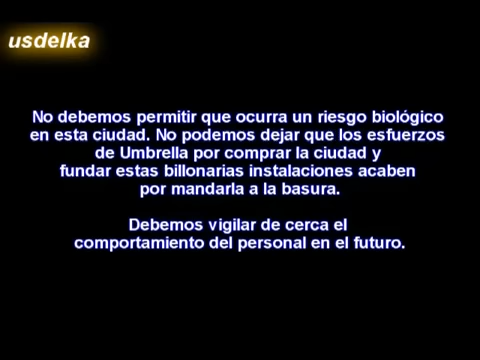 usdelka
No debemos permitir que ocurra un riesgo biológico
en esta ciudad. No podemos dejar que los esfuerzos
de Umbrella por comprar la ciudad y
fundar estas billonarias instalaciones acaben
por mandarla a la basura.
Debemos vigilar de cerca el
comportamiento del personal en el futuro.